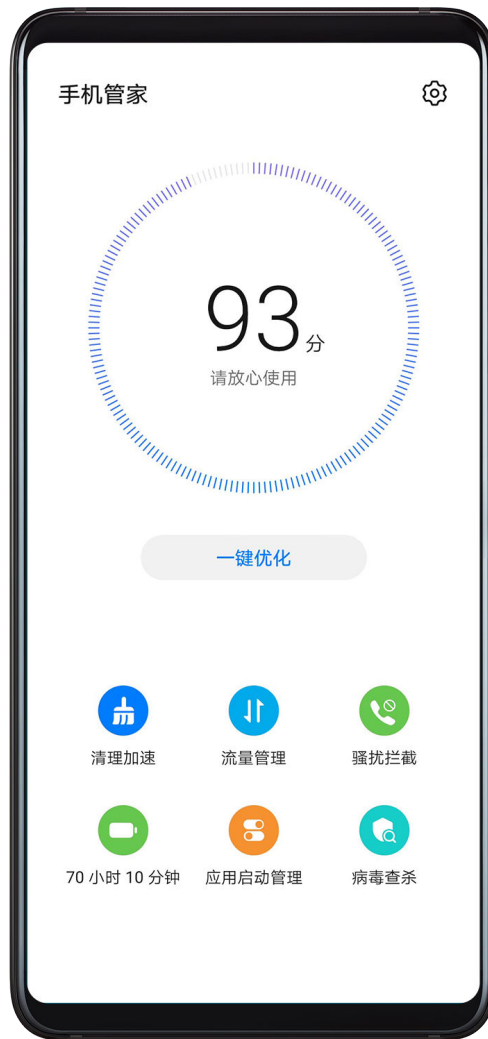 手机管家
93分
请放心使用
一键优化
清理加速
流量管理
骚扰拦截
70 小时 10 分钟
应用启动管理
病毒查杀